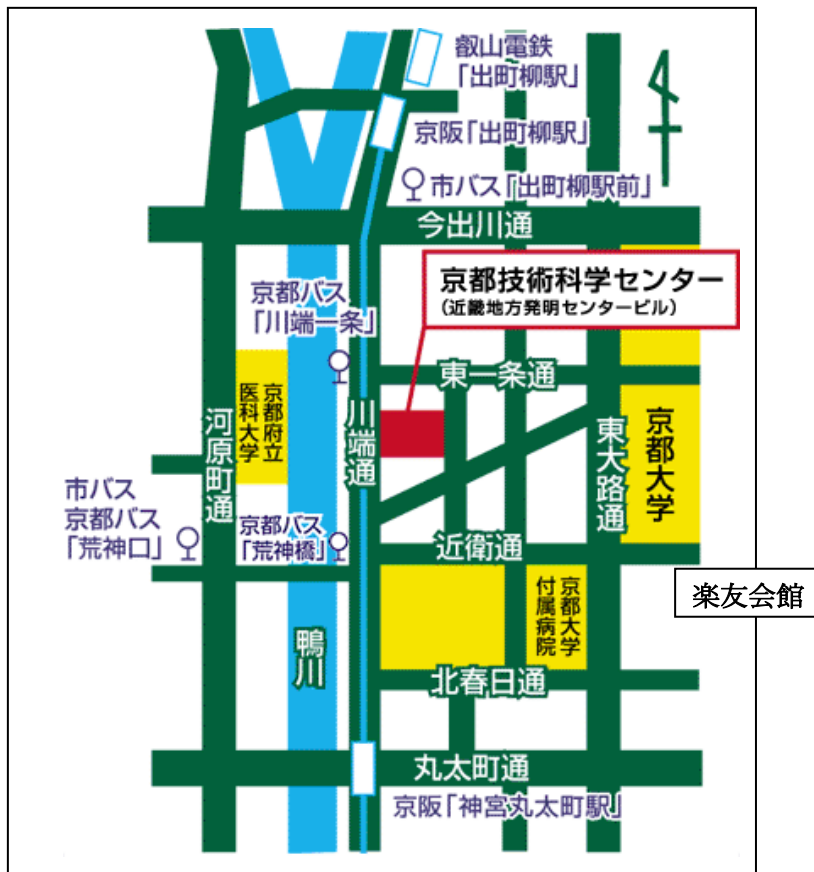 叡山電鉄
「出町柳駅」
京阪「出町柳駅」
市バス「出町柳駅前」
今出川通
京都技術科学センター
(近畿地方発明センタービル)
京都バス
「川端一条」
東一条通
京都府立
医科大学
河原町通
川端通
東大路通
京都大学
市バス
京都バス
「荒神口」
京都バス
「荒神橋」
近衛通
楽友会館
京都大学
付属病院
鴨川
北春日通
丸太町通
京阪「神宮丸太町駅」